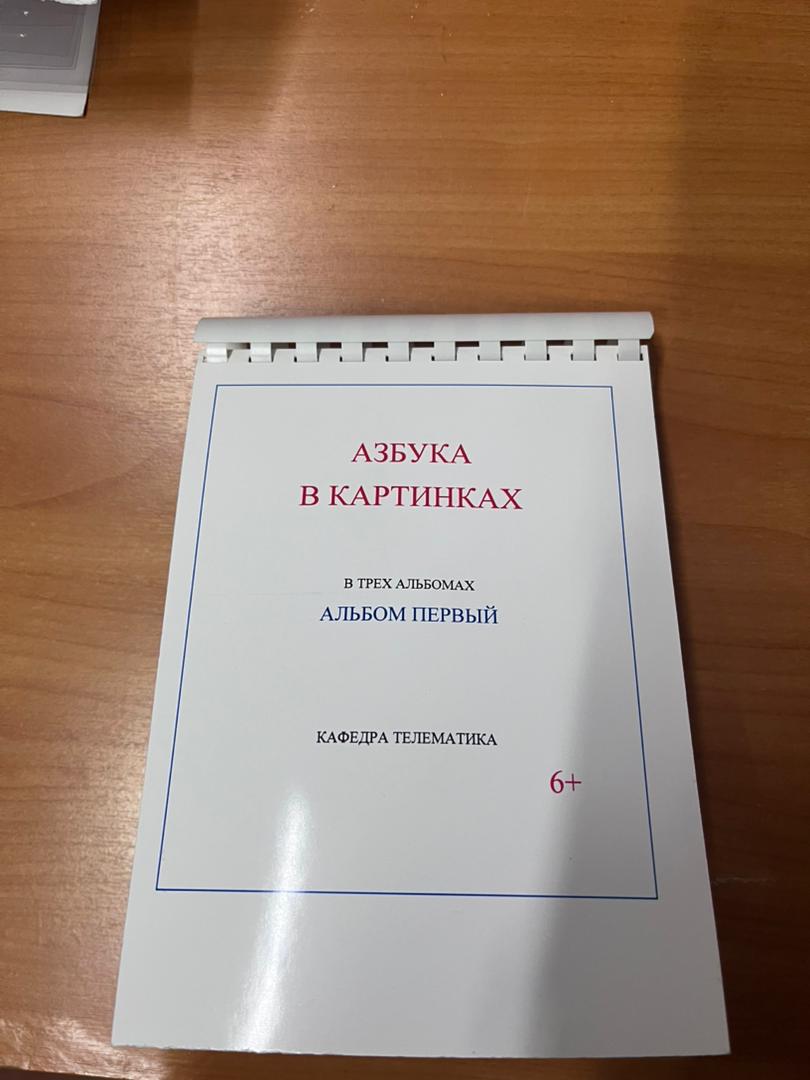 АЗБУКА
В КАРТИНКАХ
В ТРЕХ АЛЬБОМАХ
АЛЬБОМ ПЕРВЫЙ
КАФЕДРА ТЕЛЕМАТИКА
6+